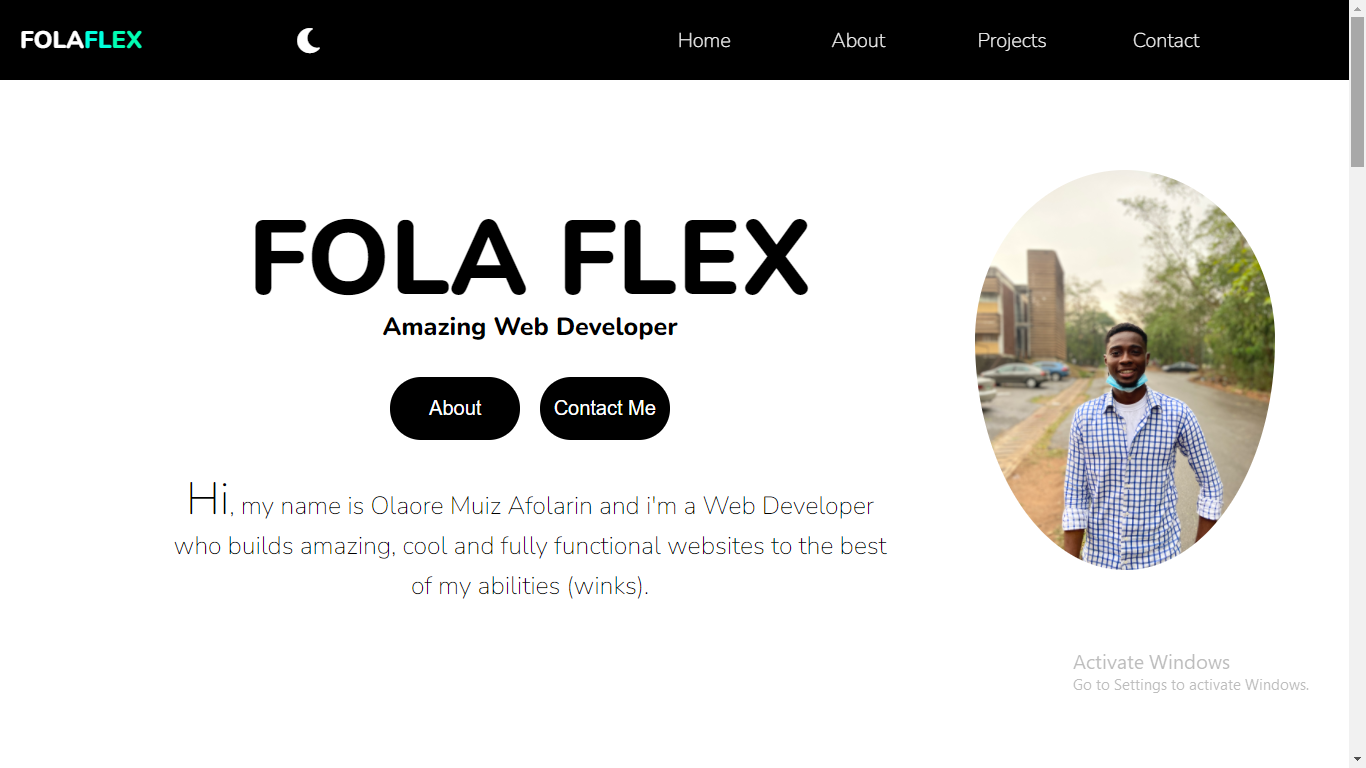 FOLAFLEX
Home
About
Projects
Contact
FOLA FLEX
Amazing Web Developer
About
Contact Me
Hi, my name is Olaore Muiz Afolarin and i'm a Web Developer
who builds amazing, cool and fully functional websites to the best
of my abilities (winks).
Activate Windows
Go to Settings to activate Windows.